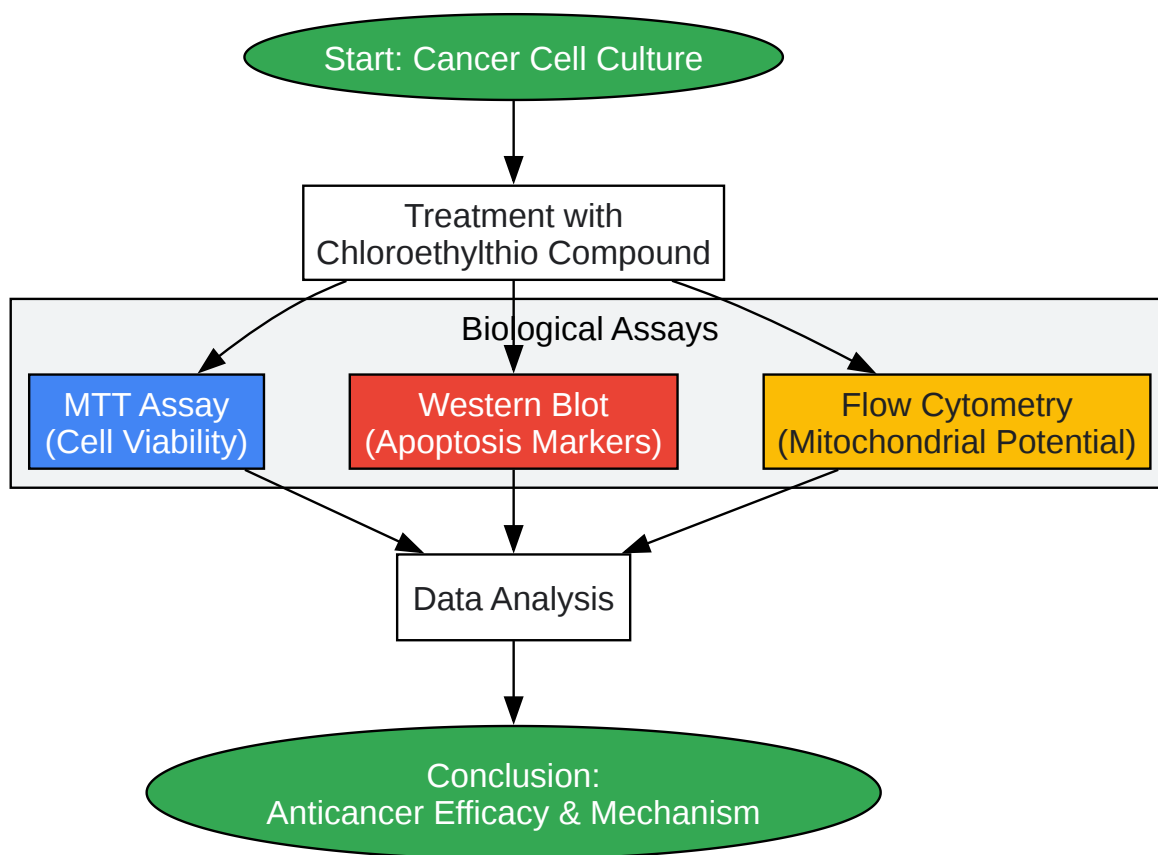 Start: Cancer Cell Culture
Treatment with
Chloroethylthio Compound
Biological Assays
MTT Assay
(Cell Viability)
Western Blot
(Apoptosis Markers)
Flow Cytometry
(Mitochondrial Potential)
Data Analysis
Conclusion:
Anticancer Efficacy & Mechanism